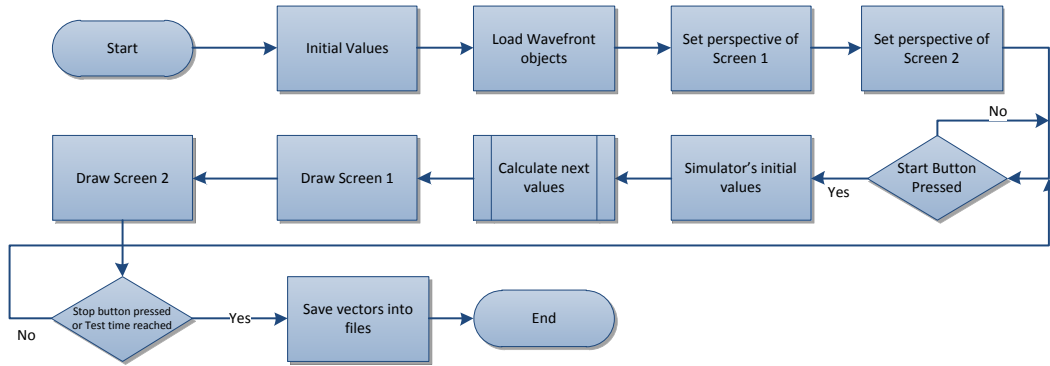 Start
Initial Values
Load Wavefront
objects
Set perspective of
Screen 1
Set perspective of
Screen 2
No
Draw Screen 2
Draw Screen 1
Calculate next
values
Simulator's initial
values
Yes
Start Button
Pressed
Stop button pressed
or Test time reached
No
Yes
Save vectors into
files
End